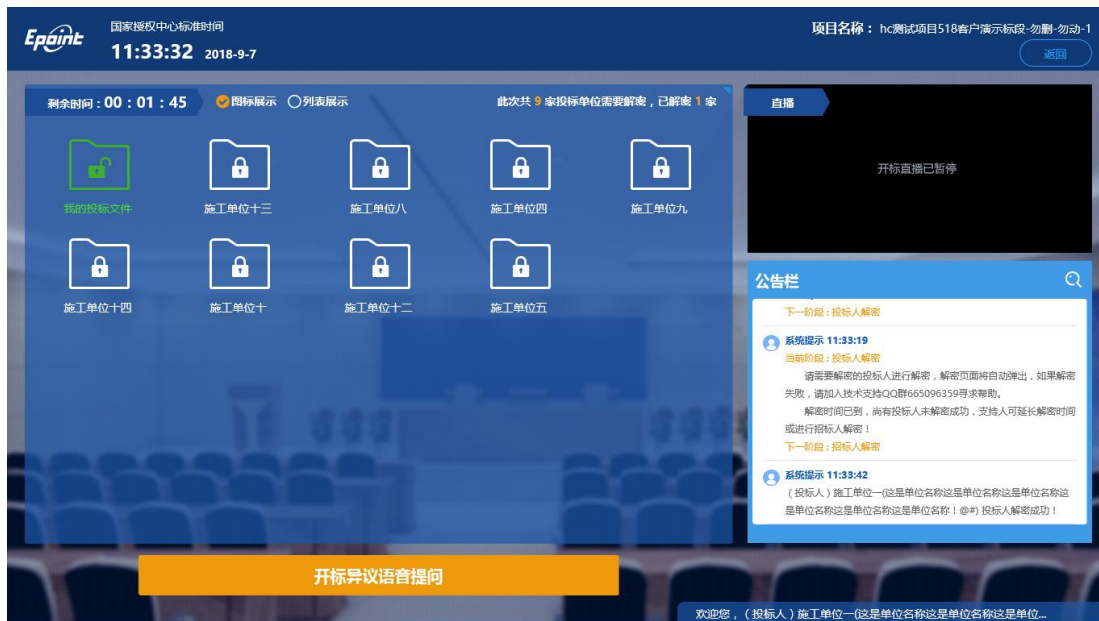 Epoint
国家授权中心标准时间
11:33:32 2018-9-7
项目名称：hc测试项目518客户演示标段-勿删-勿动-1
返回
剩余时间：00：01：45
图标展示
列表展示
此次共 9 家投标单位需要解密，已解密 1 家
我的投标文件
施工单位十三
施工单位八
施工单位四
施工单位九
施工单位十四
施工单位十
施工单位十二
施工单位五
直播
开标直播已暂停
公告栏
下一阶段：投标人解密
系统提示 11:33:19
当前阶段：投标人解密
请需要解密的投标人进行解密，解密页面将自动弹出，如果解密
失败，请加入技术支持QQ群665096359寻求帮助。
解密时间已到，尚有投标人未解密成功，支持人可延长解密时间
或进行招标人解密！
下一阶段：招标人解密
系统提示 11:33:42
（投标人）施工单位一(这是单位名称这是单位名称这是单位名称这
是单位名称这是单位名称这是单位名称！@#) 投标人解密成功！
开标异议语音提问
欢迎您，（投标人）施工单位一(这是单位名称这是单位名称这是单位...